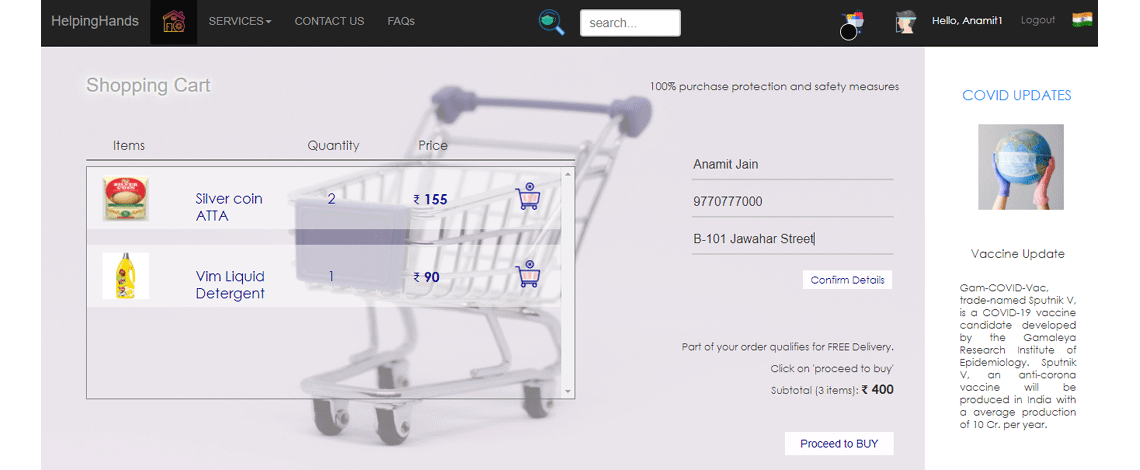 HelpingHands SERVICES CONTACT US FAQs search... Hello, Anamit1 Logout
Shopping Cart
100% purchase protection and safety measures
Items Quantity Price
SILVER COIN
Silver coin
ATTA
2
₹ 155
Vim Liquid
Detergent
1
₹ 90
Anamit Jain
9770777000
B-101 Jawahar Street
Confirm Details
Part of your order qualifies for FREE Delivery.
Click on 'proceed to buy'
Subtotal (3 items): ₹ 400
Proceed to BUY
COVID UPDATES
Vaccine Update
Gam-COVID-Vac,
trade-named Sputnik V,
is a COVID-19 vaccine
candidate developed
by the Gamaleya
Research Institute of
Epidemiology. Sputnik
V, an anti-corona
vaccine will be
produced in India with
a average production
of 10 Cr. per year.